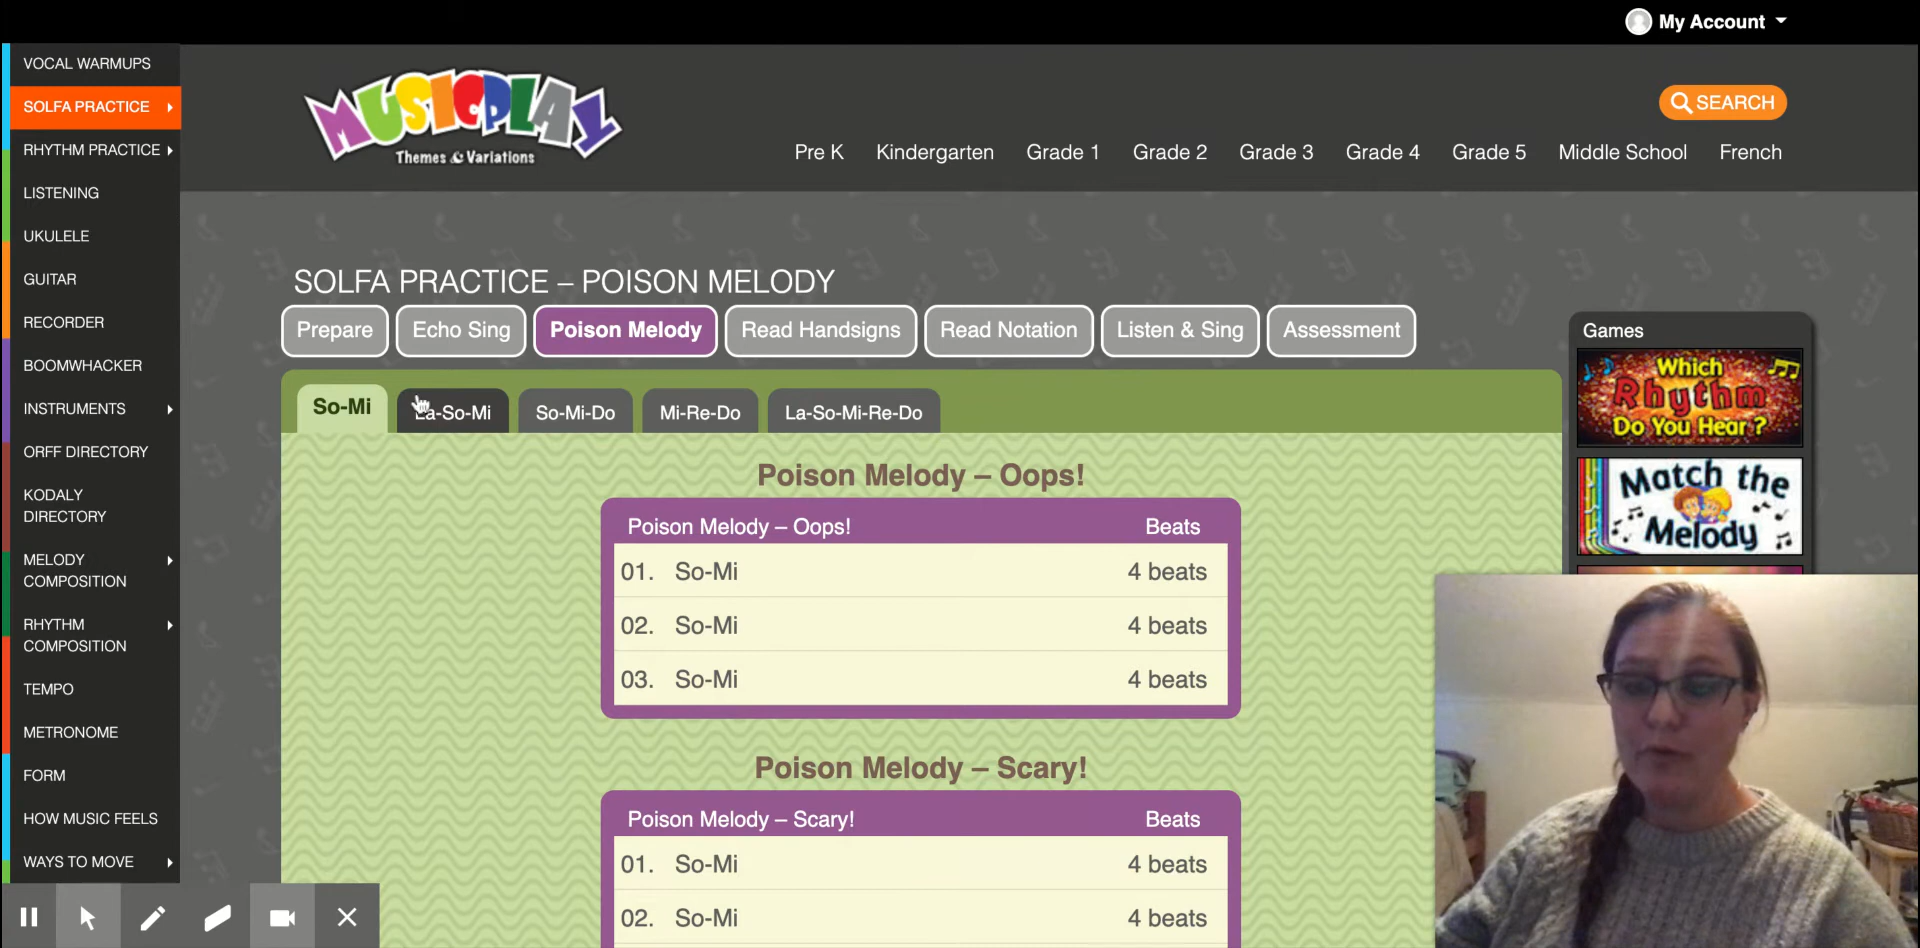 My Account
VOCAL WARMUPS
SOLFA PRACTICE
RHYTHM PRACTICE
LISTENING
UKULELE
GUITAR
RECORDER
BOOMWHACKER
INSTRUMENTS
ORFF DIRECTORY
KODALY
DIRECTORY
MELODY
COMPOSITION
RHYTHM
COMPOSITION
TEMPO
METRONOME
FORM
HOW MUSIC FEELS
WAYS TO MOVE
MUSICPLAY
Themes & Variations
SEARCH
Pre K Kindergarten Grade 1 Grade 2 Grade 3 Grade 4 Grade 5 Middle School French
SOLFA PRACTICE – POISON MELODY
Prepare Echo Sing Poison Melody Read Handsigns Read Notation Listen & Sing Assessment
So-Mi La-So-Mi So-Mi-Do Mi-Re-Do La-So-Mi-Re-Do
Poison Melody – Oops!
Poison Melody – Oops! Beats
01. So-Mi 4 beats
02. So-Mi 4 beats
03. So-Mi 4 beats
Poison Melody – Scary!
Poison Melody – Scary! Beats
01. So-Mi 4 beats
02. So-Mi 4 beats
Games
Which
Rhythm
Do You Hear?
Match the
Melody